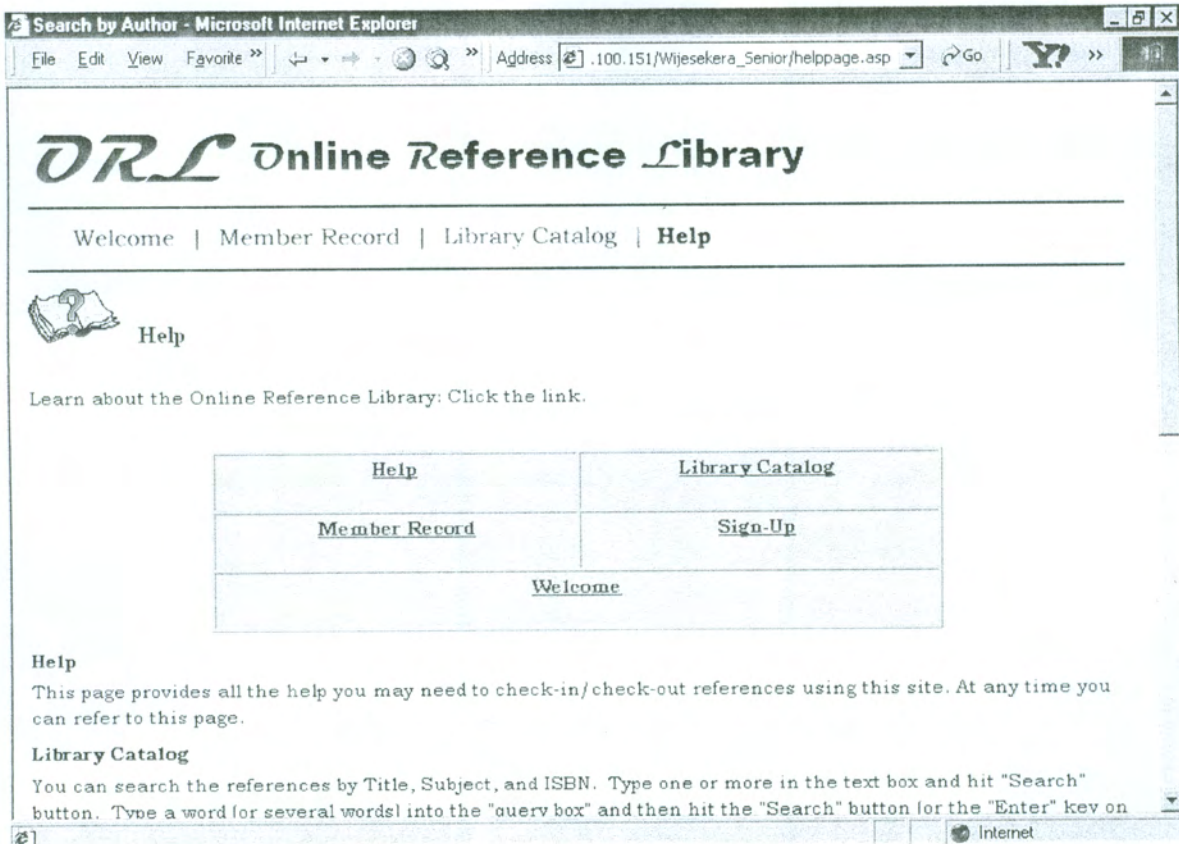 Search by Author - Microsoft Internet Explorer
File Edit View Favorite » » Address .100.151/Wijesekera_Senior/helppage.asp Go Y! »
ORL Online Reference Library
Welcome | Member Record | Library Catalog | Help
Help
Learn about the Online Reference Library: Click the link.
Help Library Catalog
Member Record Sign-Up
Welcome
Help
This page provides all the help you may need to check-in/check-out references using this site. At any time you
can refer to this page.
Library Catalog
You can search the references by Title, Subject, and ISBN. Type one or more in the text box and hit "Search"
button. Type a word (or several words) into the "query box" and then hit the "Search" button (or the "Enter" key on
Internet